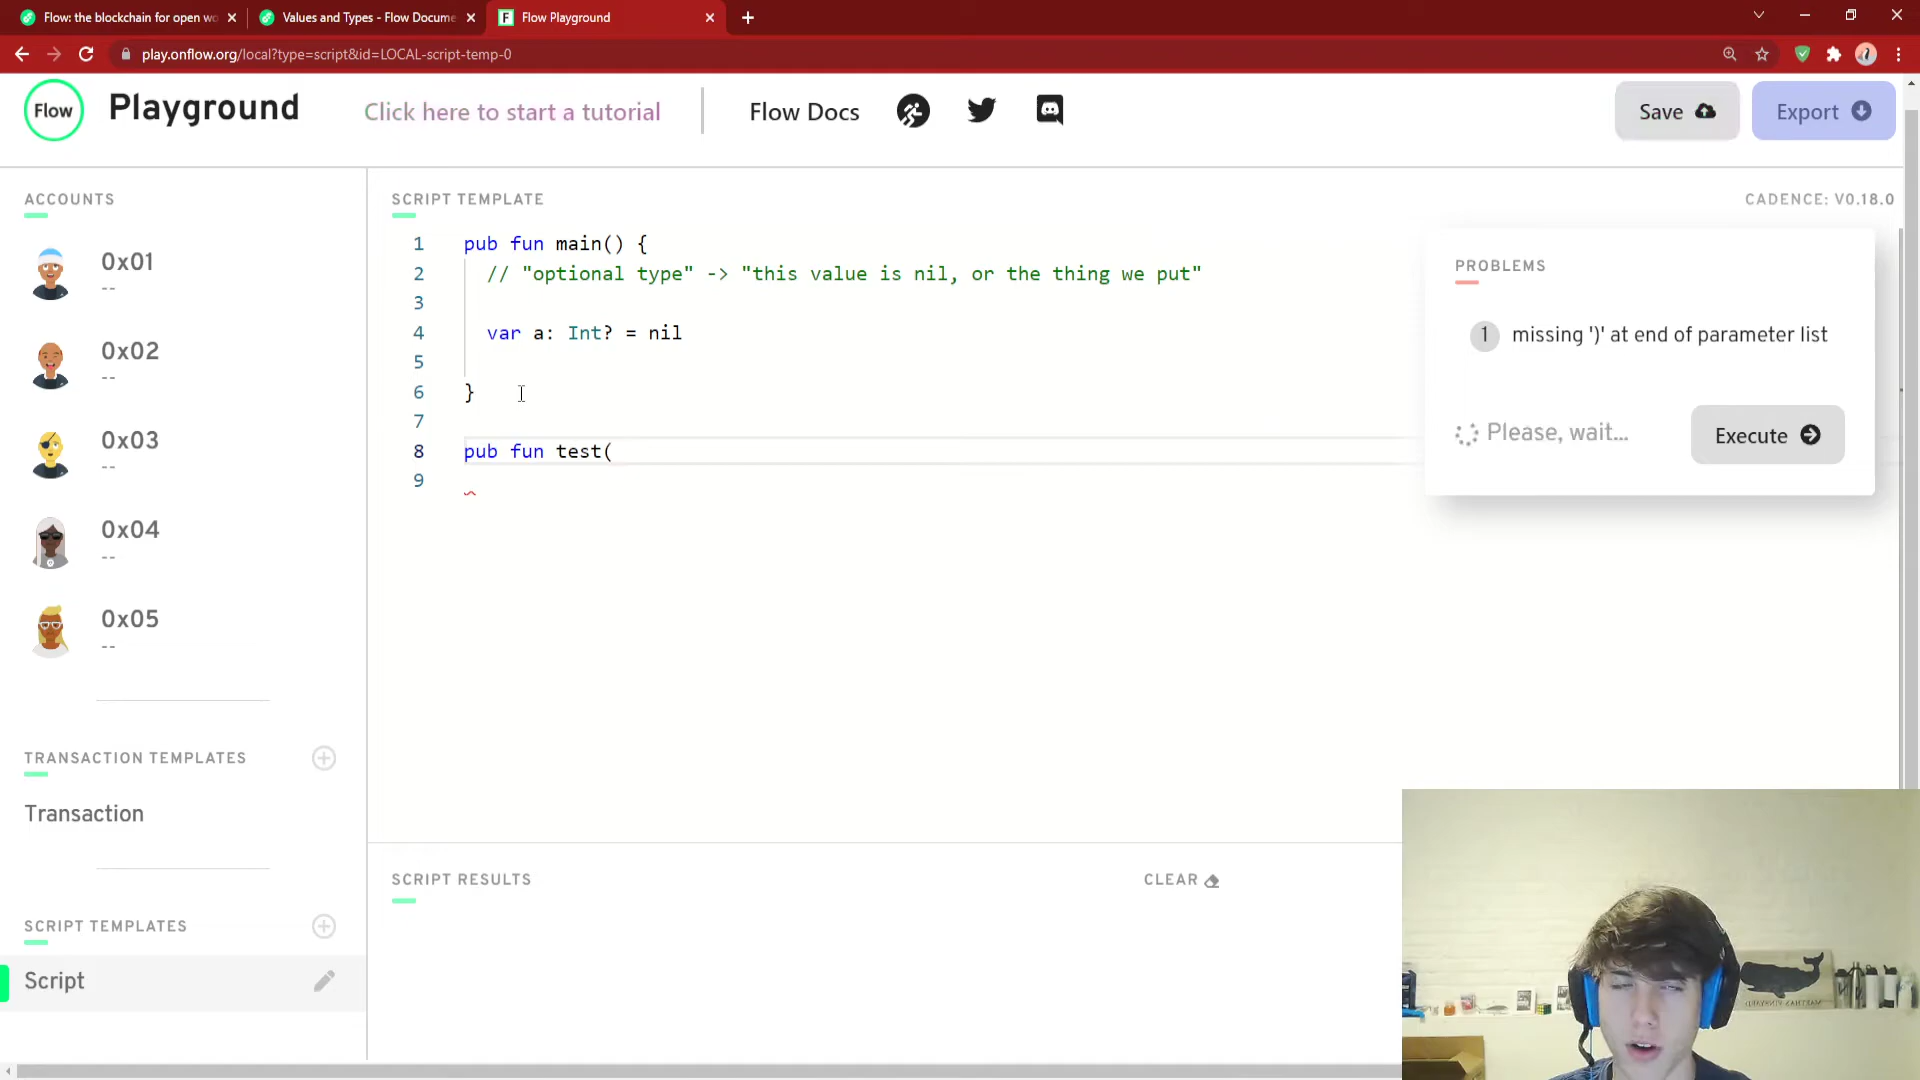 Flow: the blockchain for open wo
Values and Types - Flow Docume
F
Flow Playground
play.onflow.org/local?type=script&id=LOCAL-script-temp-0
Flow
Playground
Click here to start a tutorial
Flow Docs
Save
Export
ACCOUNTS
0x01
--
0x02
--
0x03
--
0x04
--
0x05
--
TRANSACTION TEMPLATES
Transaction
SCRIPT TEMPLATES
Script
SCRIPT TEMPLATE
CADENCE: V0.18.0
1 pub fun main() {
2 // "optional type" -> "this value is nil, or the thing we put"
3
4 var a: Int? = nil
5
6 }
7
8 pub fun test(
9
PROBLEMS
1 missing ')' at end of parameter list
Please, wait...
Execute
SCRIPT RESULTS
CLEAR